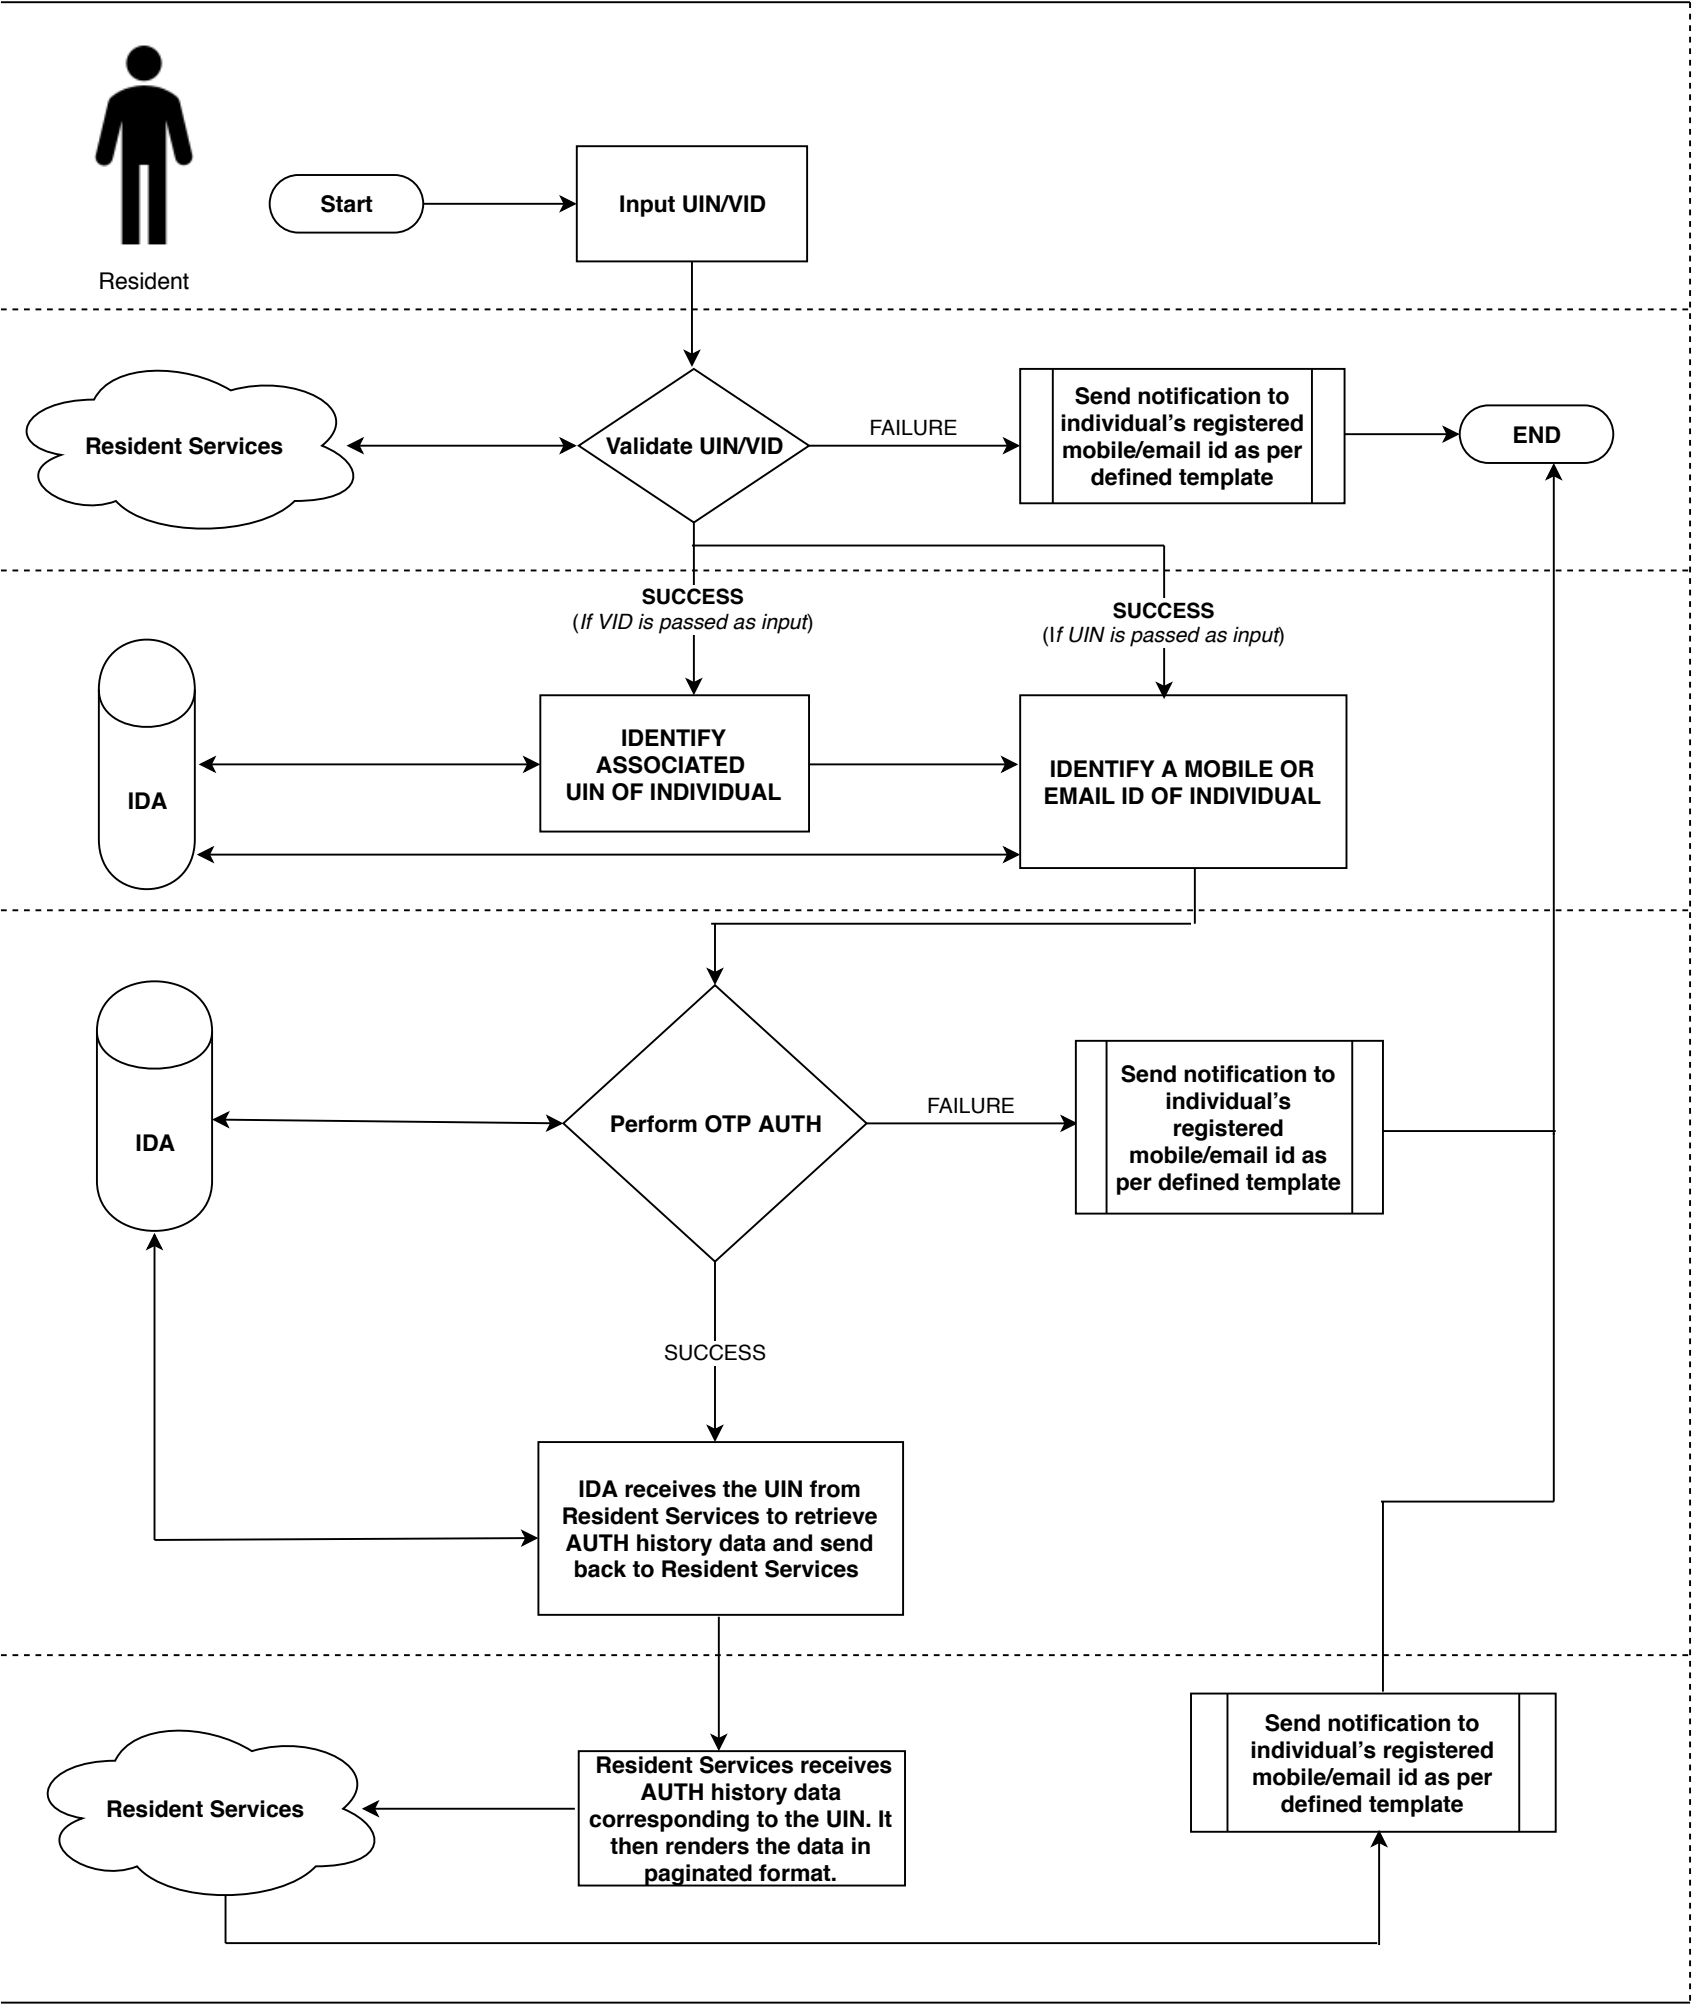 Start
Input UIN/VID
Resident
Resident Services
Validate UIN/VID
FAILURE
Send notification to
individual's registered
mobile/email id as per
defined template
END
SUCCESS
(If VID is passed as input)
SUCCESS
(If UIN is passed as input)
IDA
IDENTIFY
ASSOCIATED
UIN OF INDIVIDUAL
IDENTIFY A MOBILE OR
EMAIL ID OF INDIVIDUAL
IDA
Perform OTP AUTH
FAILURE
Send notification to
individual's
registered
mobile/email id as
per defined template
SUCCESS
IDA receives the UIN from
Resident Services to retrieve
AUTH history data and send
back to Resident Services
Resident Services
Resident Services receives
AUTH history data
corresponding to the UIN. It
then renders the data in
paginated format.
Send notification to
individual's registered
mobile/email id as per
defined template